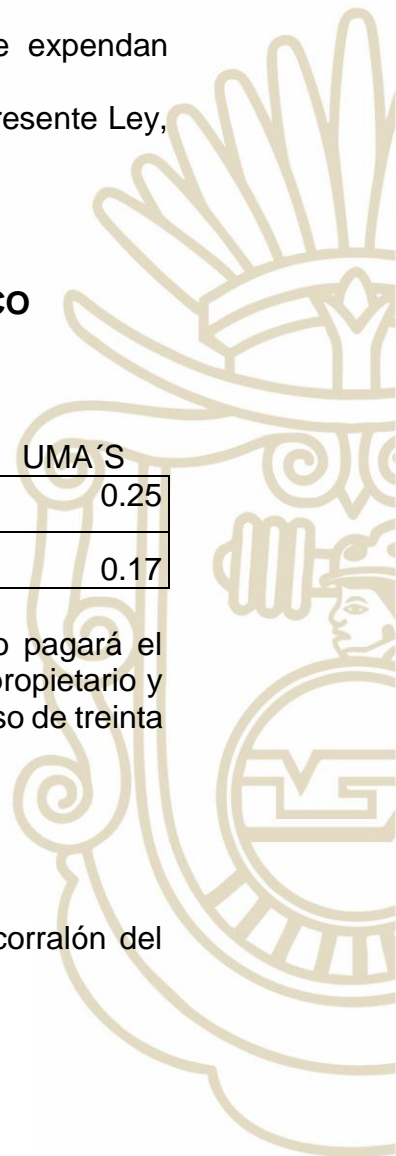 e expendan
resente Ley,
CO
UMA´S
0.25
0.17
o pagará el
propietario y
so de treinta
corralón del